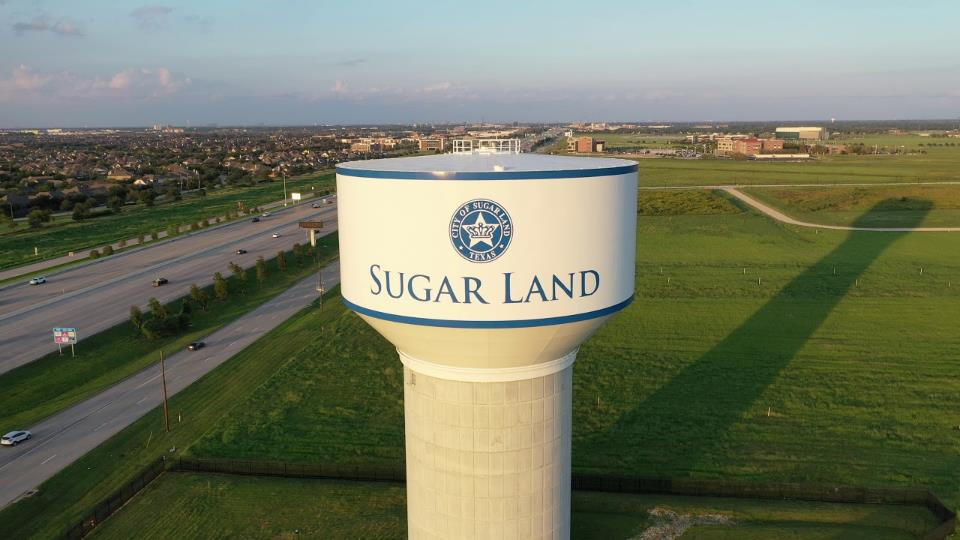 CITY OF SUGAR LAND
TEXAS
SUGAR LAND